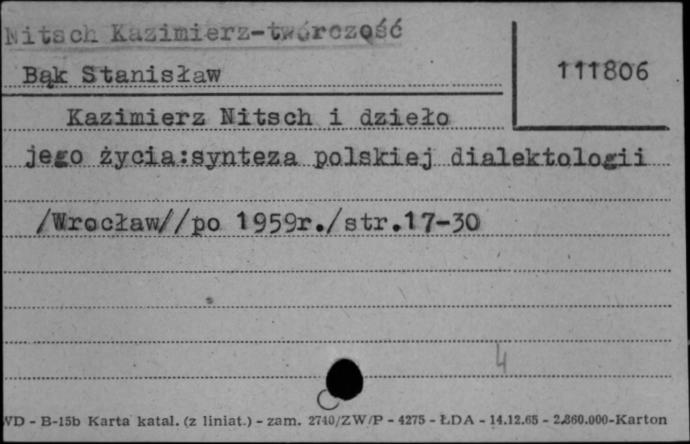 Nitsch Kazimierz-twórczość
Bąk Stanisław
111806
Kazimierz Nitsch i dzieło
jego życia:synteza polskiej dialektologii
/Wrocław//po 1959r./str.17-30
4
WD - B-15b Karta katal. (z liniat.) - zam. 2740/ZW/P - 4275 - ŁDA - 14.12.65 - 2.860.000-Karton